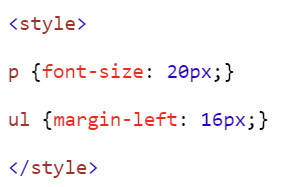 <style>
p {font-size: 20px;}
ul {margin-left: 16px;}
</style>